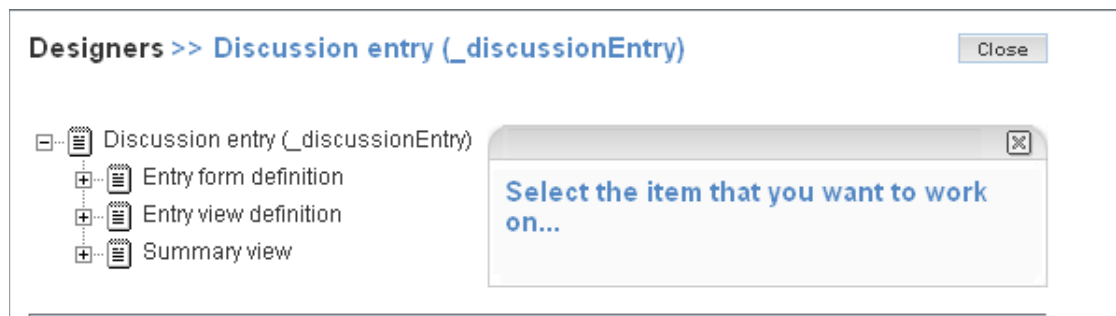 Designers >> Discussion entry (_discussionEntry)
Close
Discussion entry (_discussionEntry)
Entry form definition
Entry view definition
Summary view
Select the item that you want to work
on...